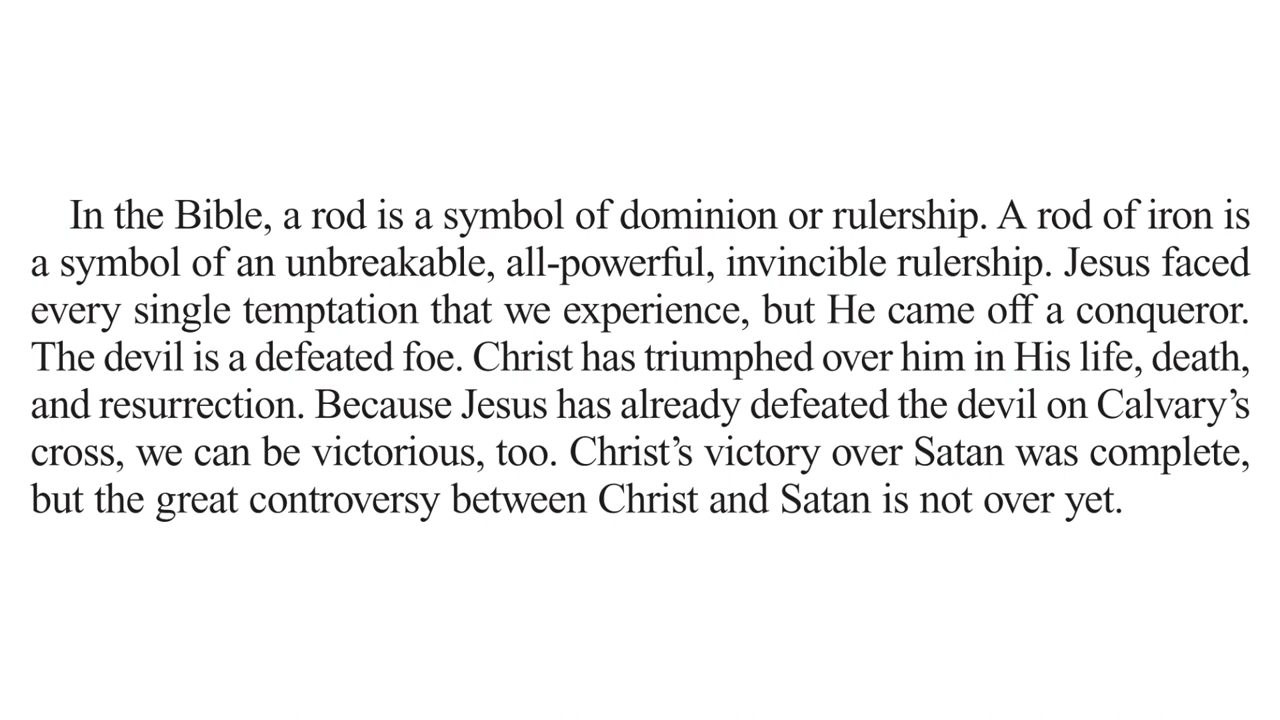 In the Bible, a rod is a symbol of dominion or rulership. A rod of iron is
a symbol of an unbreakable, all-powerful, invincible rulership. Jesus faced
every single temptation that we experience, but He came off a conqueror.
The devil is a defeated foe. Christ has triumphed over him in His life, death,
and resurrection. Because Jesus has already defeated the devil on Calvary’s
cross, we can be victorious, too. Christ’s victory over Satan was complete,
but the great controversy between Christ and Satan is not over yet.